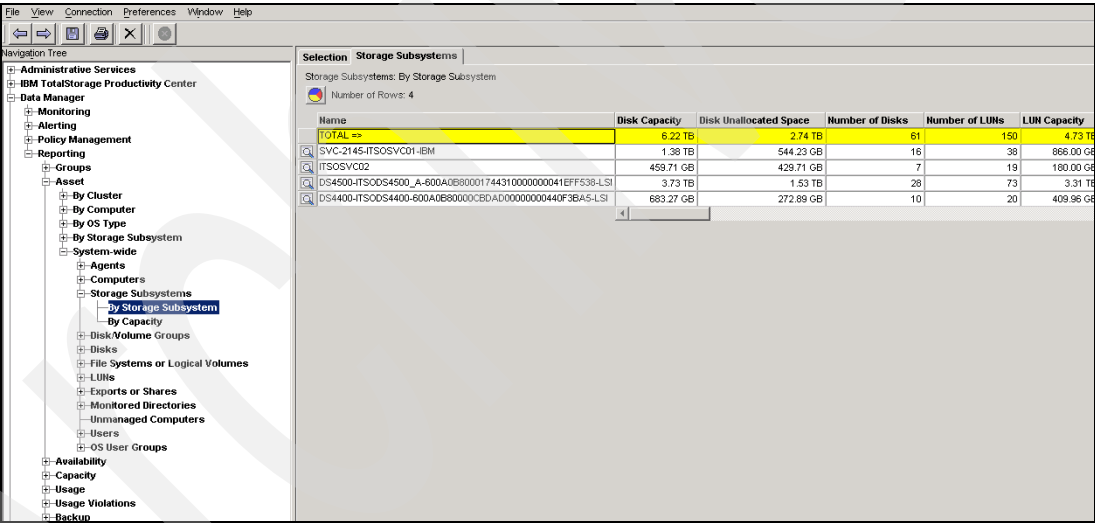 File View Connection Preferences Window Help
Navigation Tree
Administrative Services
IBM TotalStorage Productivity Center
Data Manager
Monitoring
Alerting
Policy Management
Reporting
Groups
Asset
By Cluster
By Computer
By OS Type
By Storage Subsystem
System-wide
Agents
Computers
Storage Subsystems
By Storage Subsystem
By Capacity
Disk/Volume Groups
Disks
File Systems or Logical Volumes
LUNs
Exports or Shares
Monitored Directories
Unmanaged Computers
Users
OS User Groups
Availability
Capacity
Usage
Usage Violations
Backup
Selection Storage Subsystems
Storage Subsystems: By Storage Subsystem
Number of Rows: 4
Name Disk Capacity Disk Unallocated Space Number of Disks Number of LUNs LUN Capacity
TOTAL => 6.22 TB 2.74 TB 61 150 4.73 TB
SVC-2145-ITSOSVC01-IBM 1.38 TB 544.23 GB 16 38 866.00 GB
ITSOSVC02 459.71 GB 429.71 GB 7 19 180.00 GB
DS4500-ITSODS4500_A-600A0B80001744310000000041EFF538-LSI 3.73 TB 1.53 TB 28 73 3.31 TB
DS4400-ITSODS4400-600A0B80000CBDAD00000000440F3BA5-LSI 683.27 GB 272.89 GB 10 20 409.96 GB